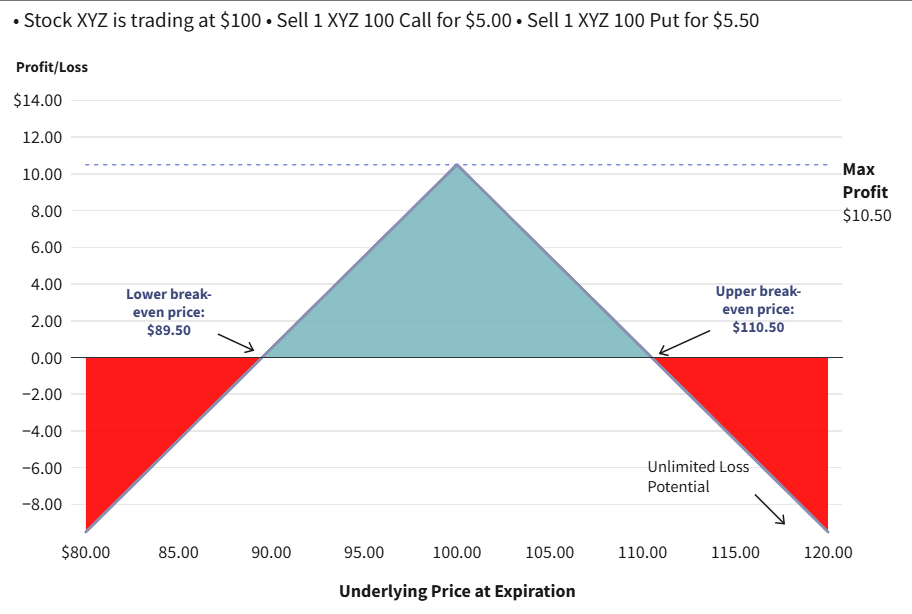 • Stock XYZ is trading at $100 • Sell 1 XYZ 100 Call for $5.00 • Sell 1 XYZ 100 Put for $5.50
Profit/Loss
$14.00
12.00
10.00
8.00
6.00
4.00
2.00
0.00
−2.00
−4.00
−6.00
−8.00
Max
Profit
$10.50
Lower break-
even price:
$89.50
Upper break-
even price:
$110.50
Unlimited Loss
Potential
$80.00 85.00 90.00 95.00 100.00 105.00 110.00 115.00 120.00
Underlying Price at Expiration